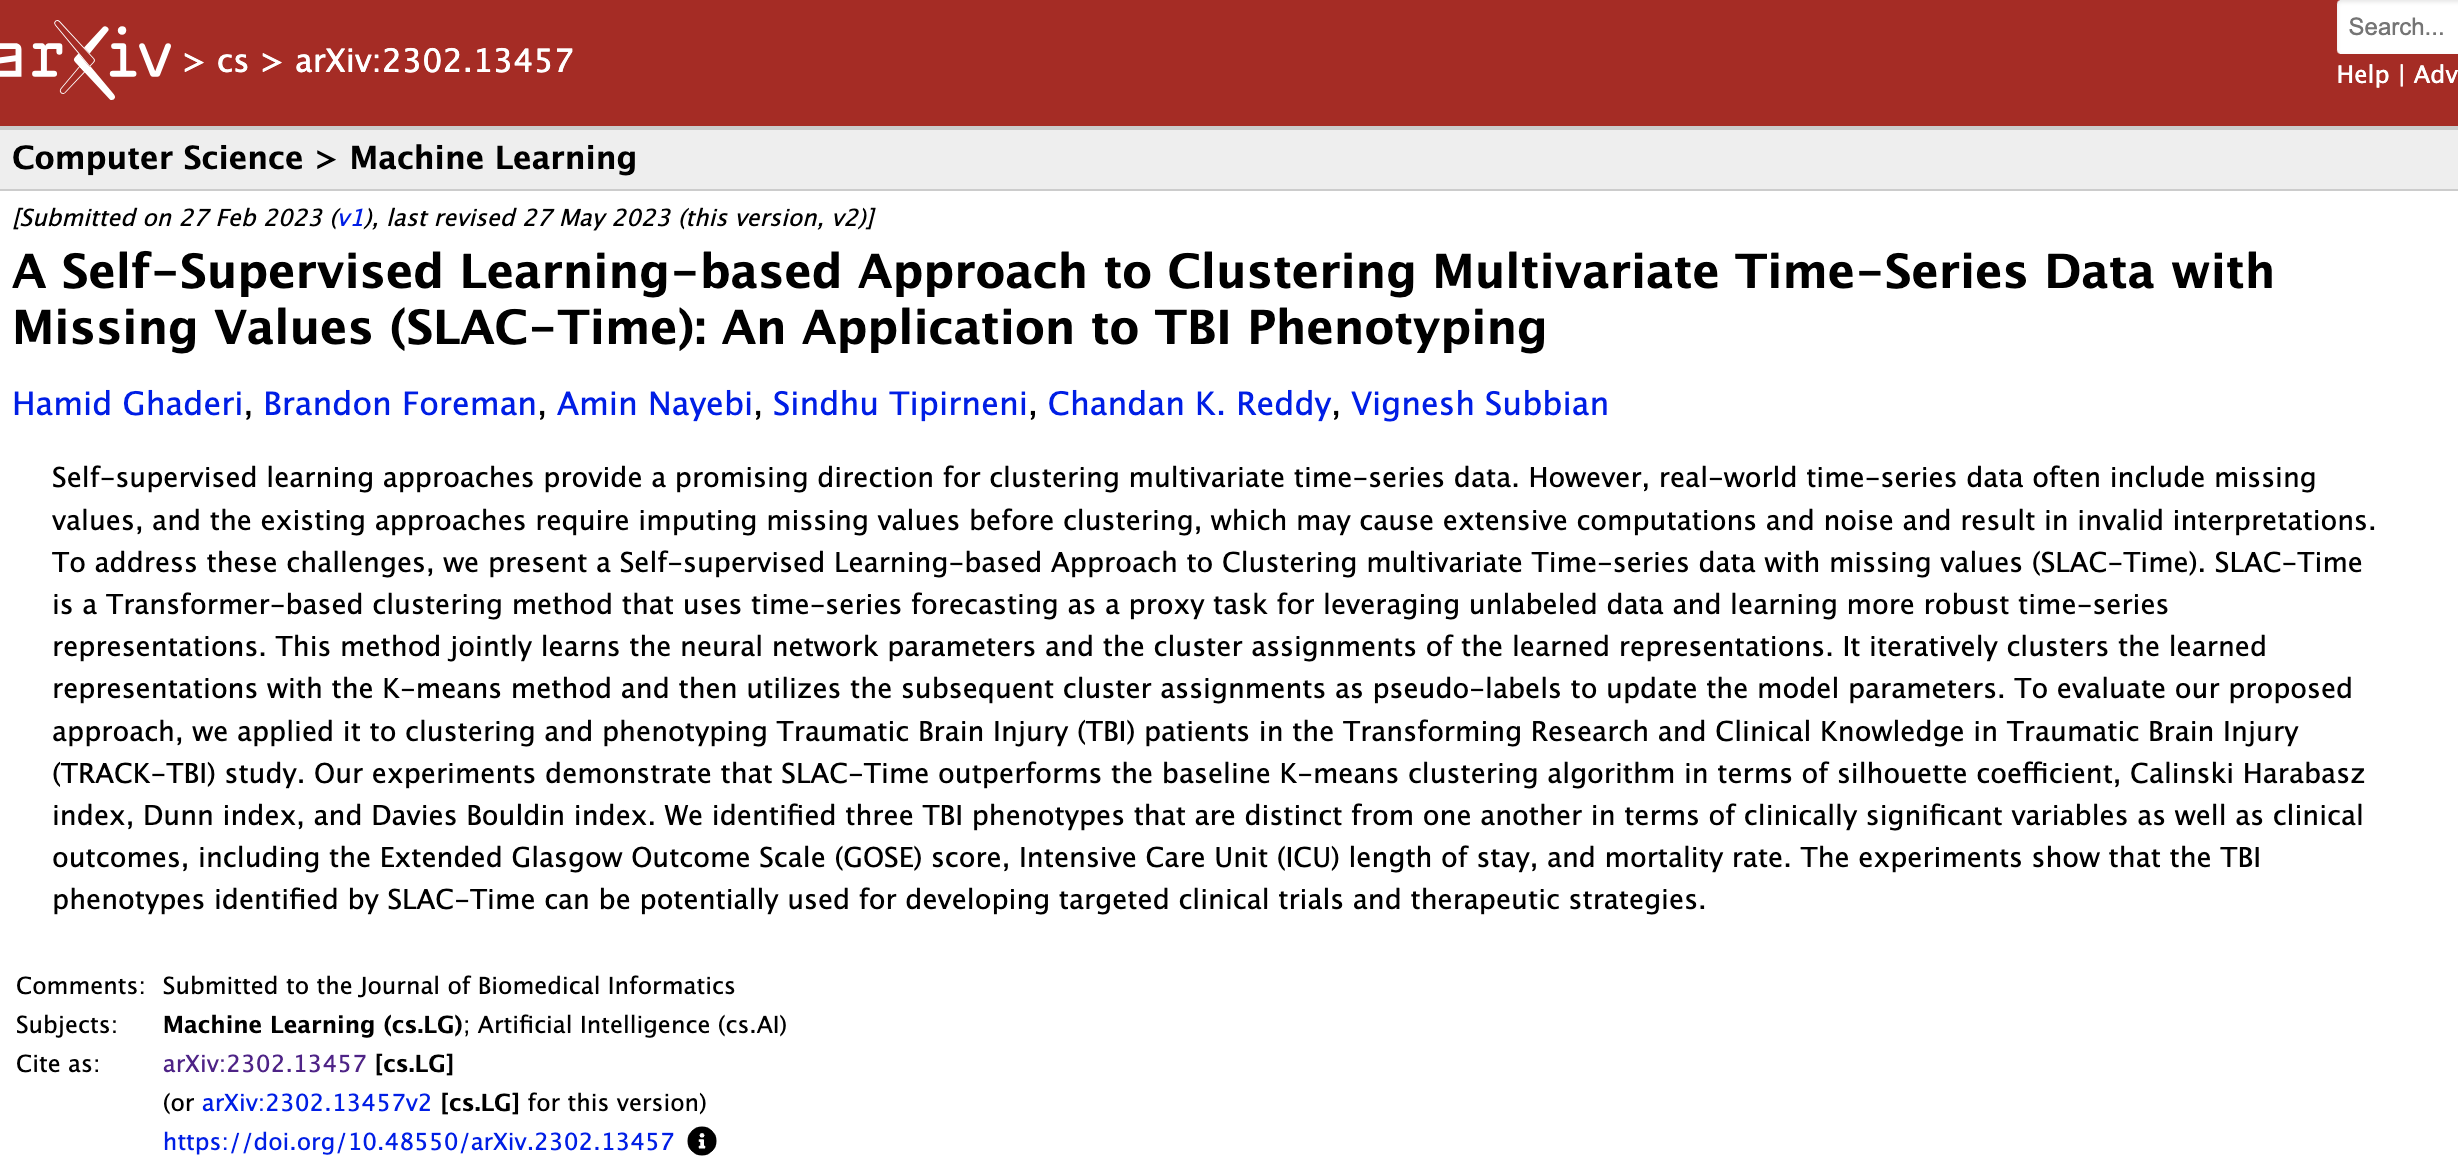 arXiv > cs > arXiv:2302.13457
Search...
Help | Adv
Computer Science > Machine Learning
[Submitted on 27 Feb 2023 (v1), last revised 27 May 2023 (this version, v2)]
A Self-Supervised Learning-based Approach to Clustering Multivariate Time-Series Data with
Missing Values (SLAC-Time): An Application to TBI Phenotyping
Hamid Ghaderi, Brandon Foreman, Amin Nayebi, Sindhu Tipirneni, Chandan K. Reddy, Vignesh Subbian
Self-supervised learning approaches provide a promising direction for clustering multivariate time-series data. However, real-world time-series data often include missing
values, and the existing approaches require imputing missing values before clustering, which may cause extensive computations and noise and result in invalid interpretations.
To address these challenges, we present a Self-supervised Learning-based Approach to Clustering multivariate Time-series data with missing values (SLAC-Time). SLAC-Time
is a Transformer-based clustering method that uses time-series forecasting as a proxy task for leveraging unlabeled data and learning more robust time-series
representations. This method jointly learns the neural network parameters and the cluster assignments of the learned representations. It iteratively clusters the learned
representations with the K-means method and then utilizes the subsequent cluster assignments as pseudo-labels to update the model parameters. To evaluate our proposed
approach, we applied it to clustering and phenotyping Traumatic Brain Injury (TBI) patients in the Transforming Research and Clinical Knowledge in Traumatic Brain Injury
(TRACK-TBI) study. Our experiments demonstrate that SLAC-Time outperforms the baseline K-means clustering algorithm in terms of silhouette coefficient, Calinski Harabasz
index, Dunn index, and Davies Bouldin index. We identified three TBI phenotypes that are distinct from one another in terms of clinically significant variables as well as clinical
outcomes, including the Extended Glasgow Outcome Scale (GOSE) score, Intensive Care Unit (ICU) length of stay, and mortality rate. The experiments show that the TBI
phenotypes identified by SLAC-Time can be potentially used for developing targeted clinical trials and therapeutic strategies.
Comments: Submitted to the Journal of Biomedical Informatics
Subjects: Machine Learning (cs.LG); Artificial Intelligence (cs.AI)
Cite as: arXiv:2302.13457 [cs.LG]
(or arXiv:2302.13457v2 [cs.LG] for this version)
https://doi.org/10.48550/arXiv.2302.13457